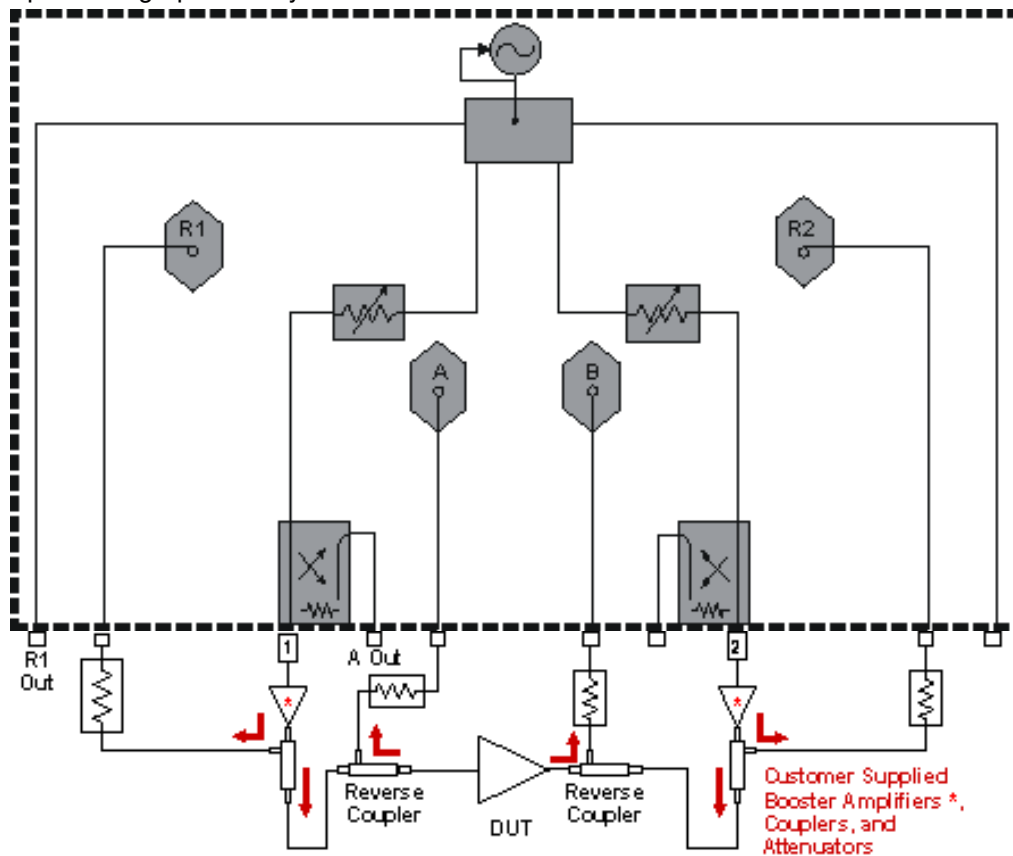 R1
R2
A
B
R1
Out
1
A Out
2
*
*
Reverse
Coupler
DUT
Reverse
Coupler
Customer Supplied
Booster Amplifiers *,
Couplers, and
Attenuators